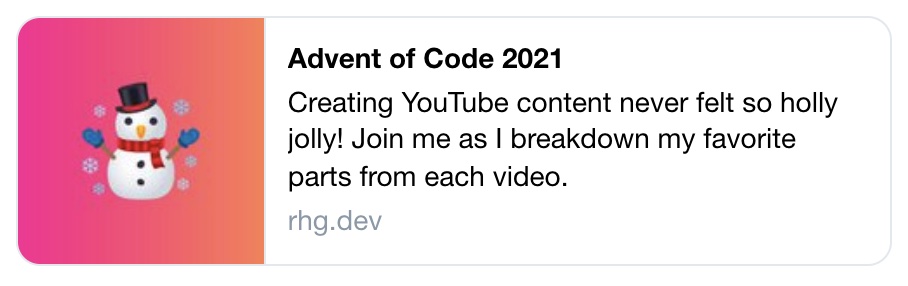 Advent of Code 2021
Creating YouTube content never felt so holly
jolly! Join me as I breakdown my favorite
parts from each video.
rhg.dev